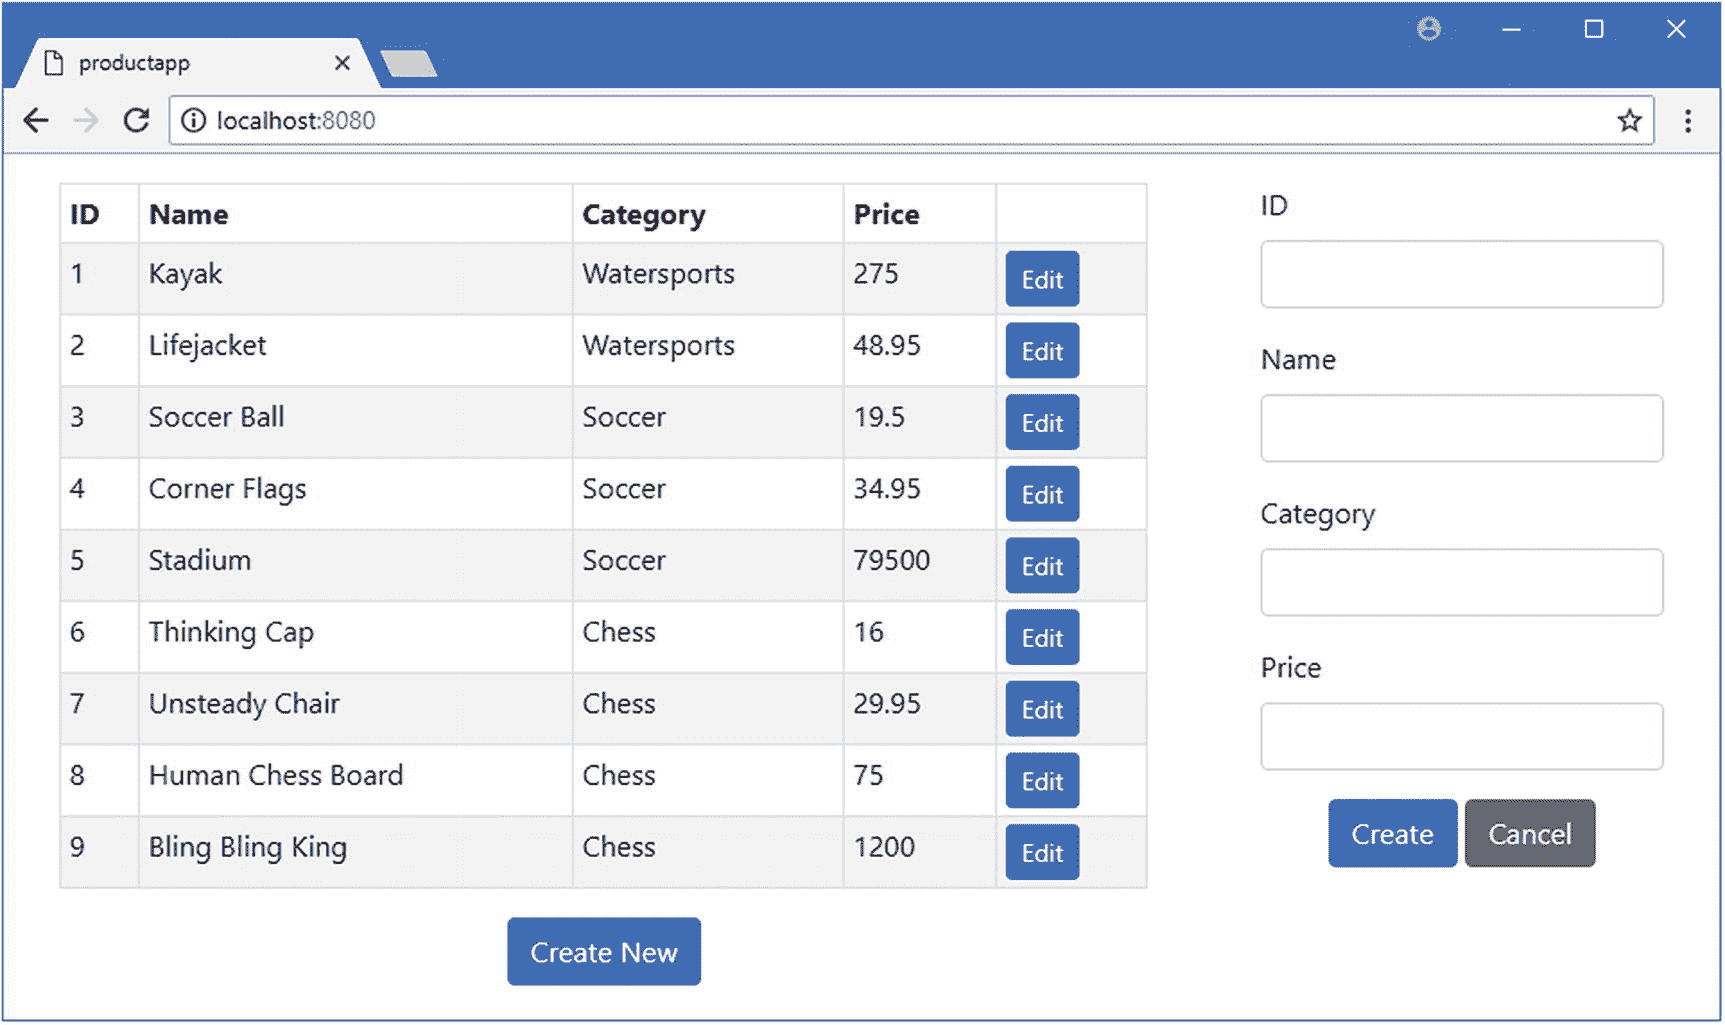 productapp
localhost:8080
ID Name Category Price
1 Kayak Watersports 275 Edit
2 Lifejacket Watersports 48.95 Edit
3 Soccer Ball Soccer 19.5 Edit
4 Corner Flags Soccer 34.95 Edit
5 Stadium Soccer 79500 Edit
6 Thinking Cap Chess 16 Edit
7 Unsteady Chair Chess 29.95 Edit
8 Human Chess Board Chess 75 Edit
9 Bling Bling King Chess 1200 Edit
Create New
ID
Name
Category
Price
Create Cancel